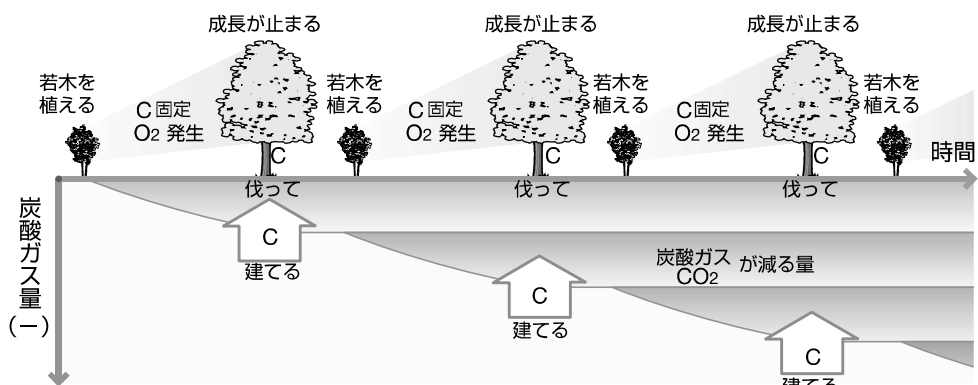 成長が止まる
成長が止まる
成長が止まる
若木を
植える
若木を
植える
若木を
植える
若木を
植える
C固定
O2 発生
C固定
O2 発生
C固定
O2 発生
C
C
C
時間
伐って
伐って
伐って
炭酸ガス量(−)
C
建てる
炭酸ガス
CO2
が減る量
C
建てる
C
建てる